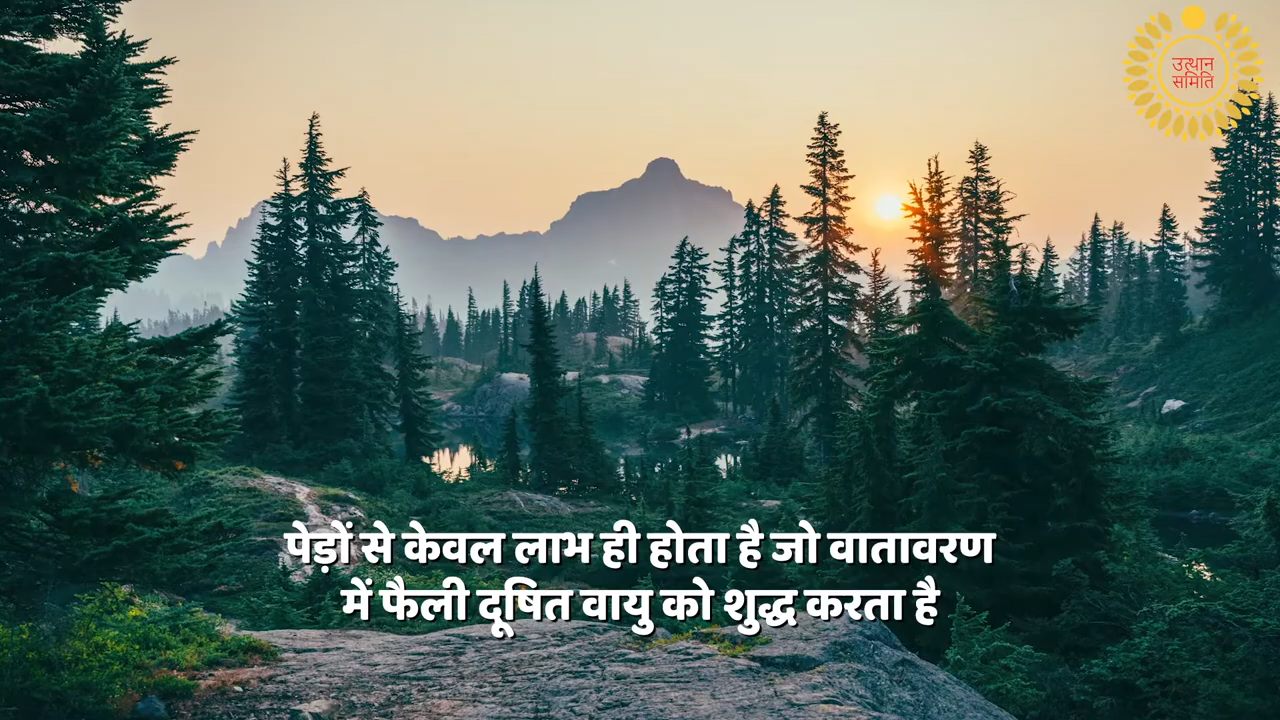 उत्थान
समिति
पेड़ों से केवल लाभ ही होता है जो वातावरण
में फैली दूषित वायु को शुद्ध करता है